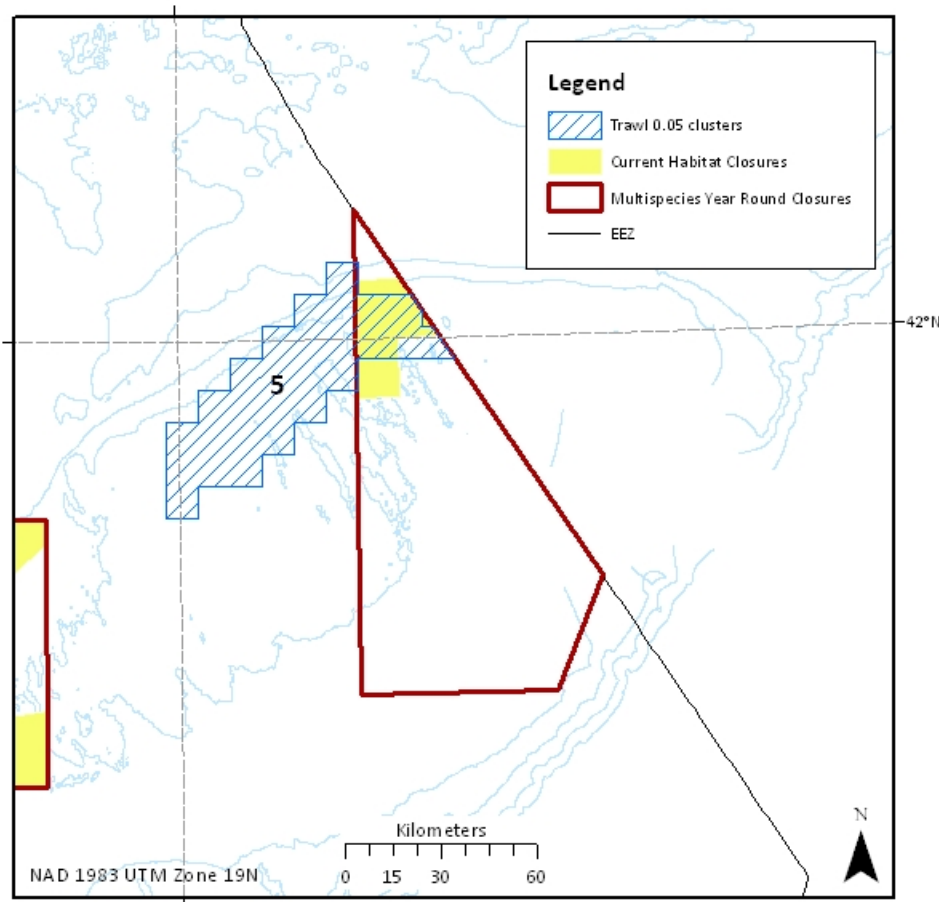 Legend
Trawl 0.05 clusters
Current Habitat Closures
Multispecies Year Round Closures
EEZ
42°N
5
N
Kilometers
NAD 1983 UTM Zone 19N
0 15 30 60